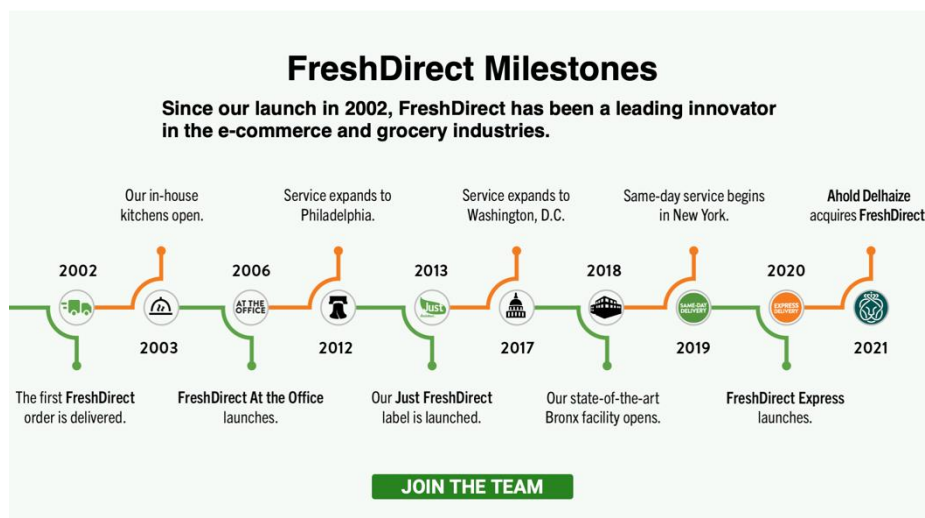 FreshDirect Milestones
Since our launch in 2002, FreshDirect has been a leading innovator
in the e-commerce and grocery industries.
Our in-house
kitchens open.
Service expands to
Philadelphia.
Service expands to
Washington, D.C.
Same-day service begins
in New York.
Ahold Delhaize
acquires FreshDirect
2002
2006
2013
2018
2020
AT THE
OFFICE
Just
SAME-DAY
DELIVERY
EXPRESS
DELIVERY
2003
2012
2017
2019
2021
The first FreshDirect
order is delivered.
FreshDirect At the Office
launches.
Our Just FreshDirect
label is launched.
Our state-of-the-art
Bronx facility opens.
FreshDirect Express
launches.
JOIN THE TEAM